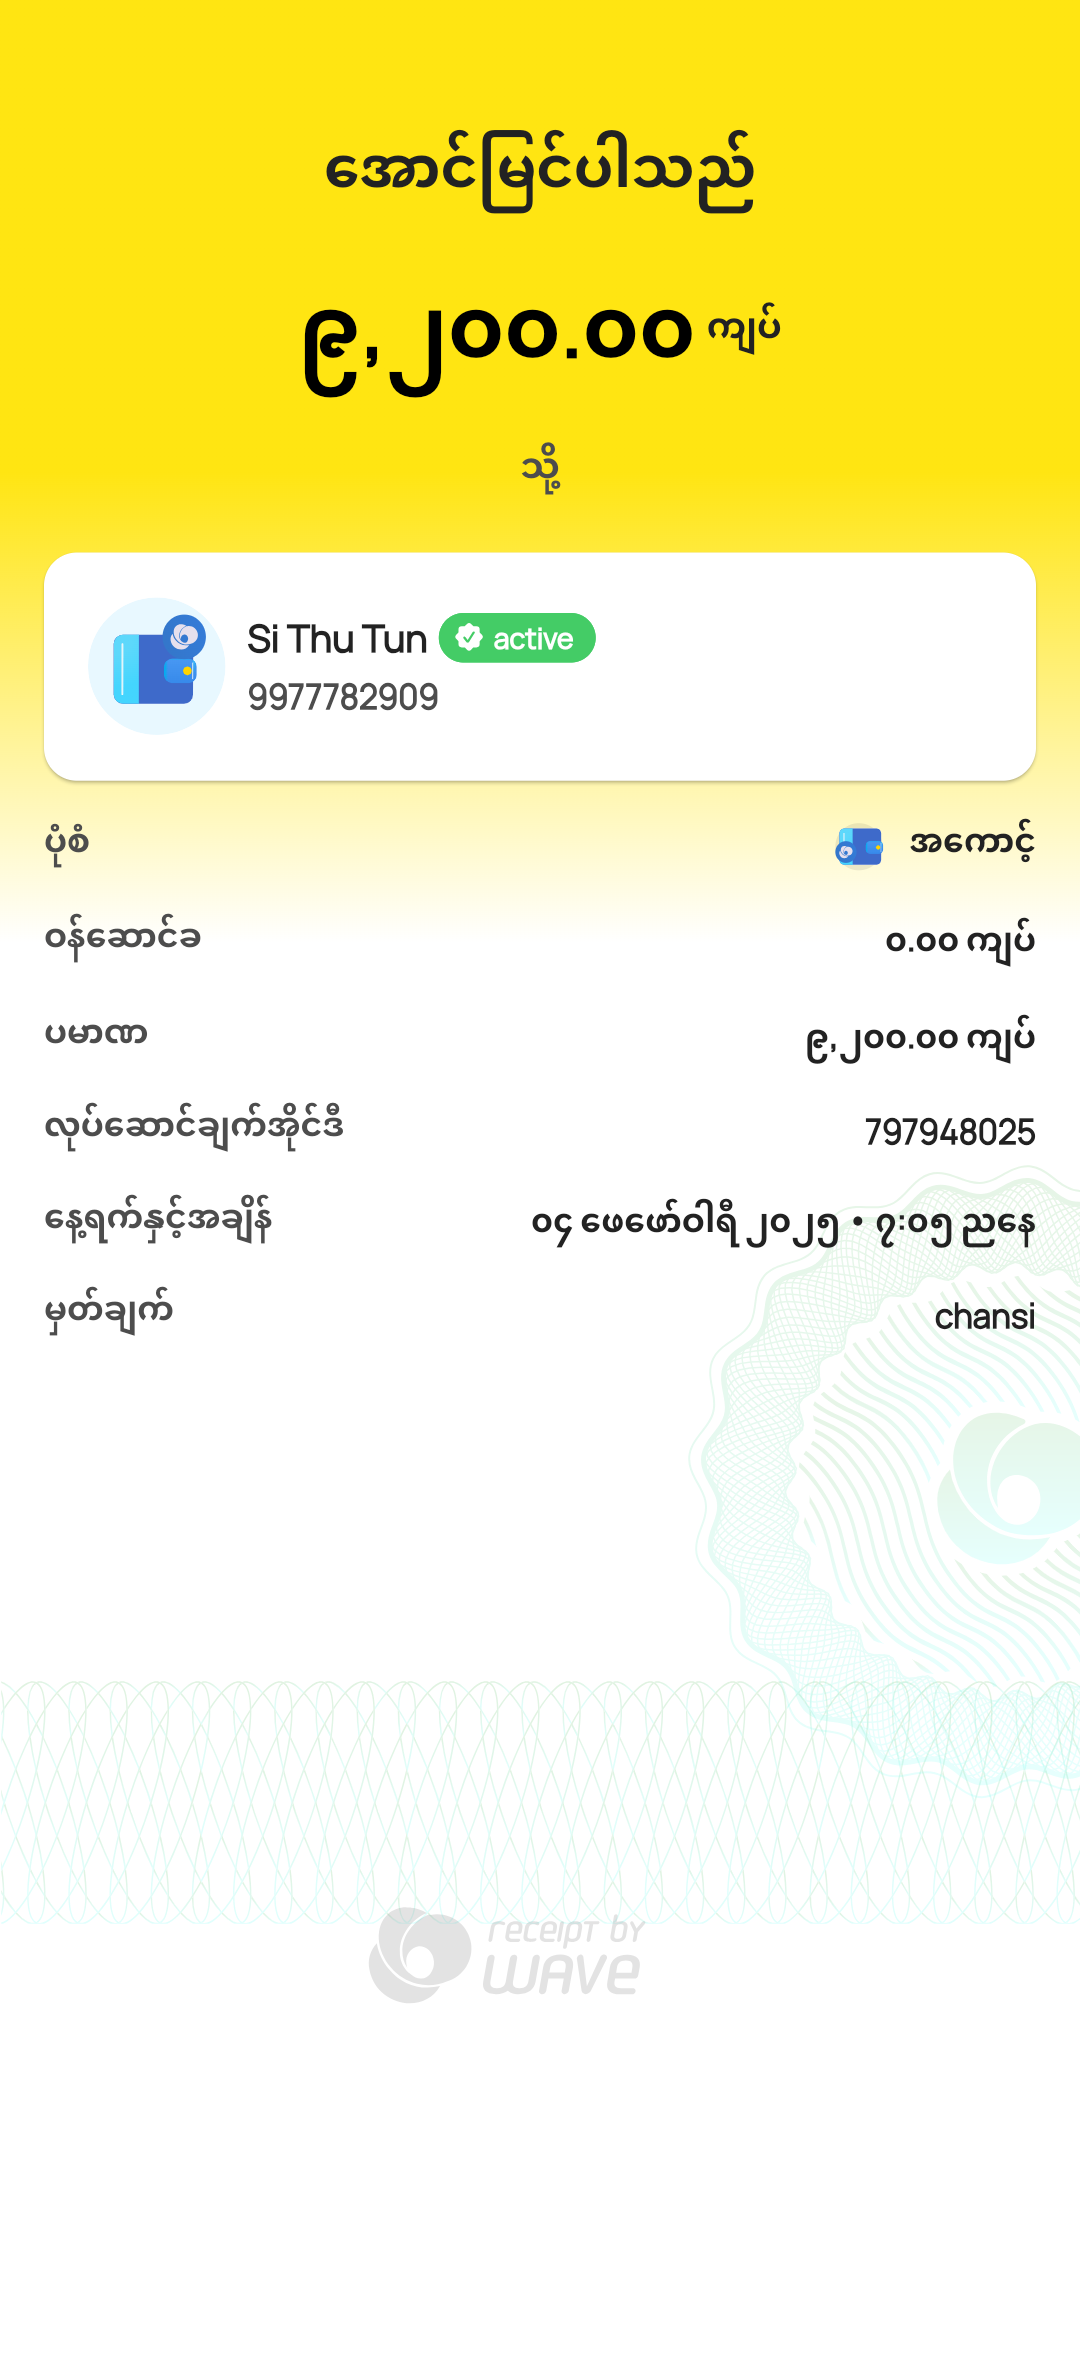 အောင်မြင်ပါသည်
၉,၂၀၀.၀၀ ကျပ်
သို့
Si Thu Tun active
9977782909
ပုံစံ အကောင့်
ဝန်ဆောင်ခ ၀.၀၀ ကျပ်
ပမာဏ ၉,၂၀၀.၀၀ ကျပ်
လုပ်ဆောင်ချက်အိုင်ဒီ 797948025
နေ့ရက်နှင့်အချိန် ၀၄ ဖေဖော်ဝါရီ ၂၀၂၅ • ၇:၀၅ ညနေ
မှတ်ချက် chansi
receipt by
WAVE